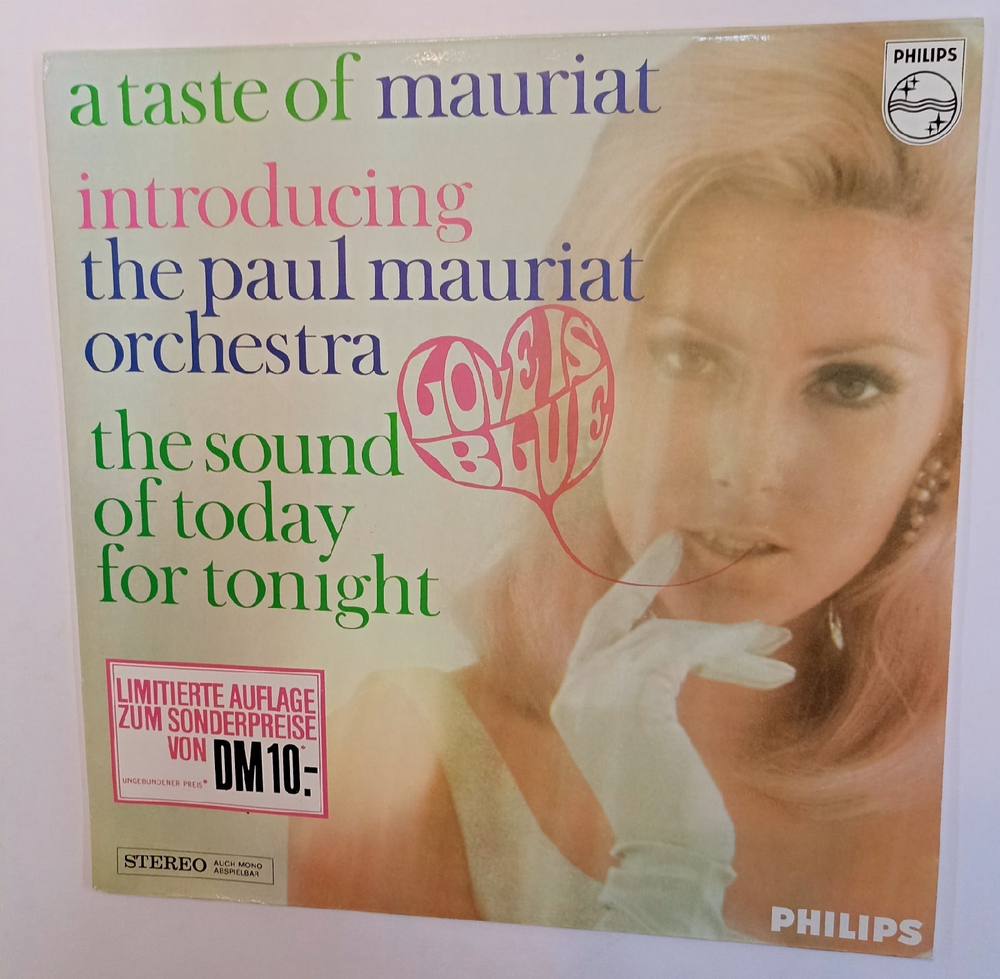 a taste of mauriat
PHILIPS
introducing
the paul mauriat
orchestra
LOVE IS
BLUE
the sound
of today
for tonight
LIMITIERTE AUFLAGE
ZUM SONDERPREISE
VON DM 10.-*
UNGEBUNDENER PREIS*
STEREO AUCH MONO
ABSPIELBAR
PHILIPS